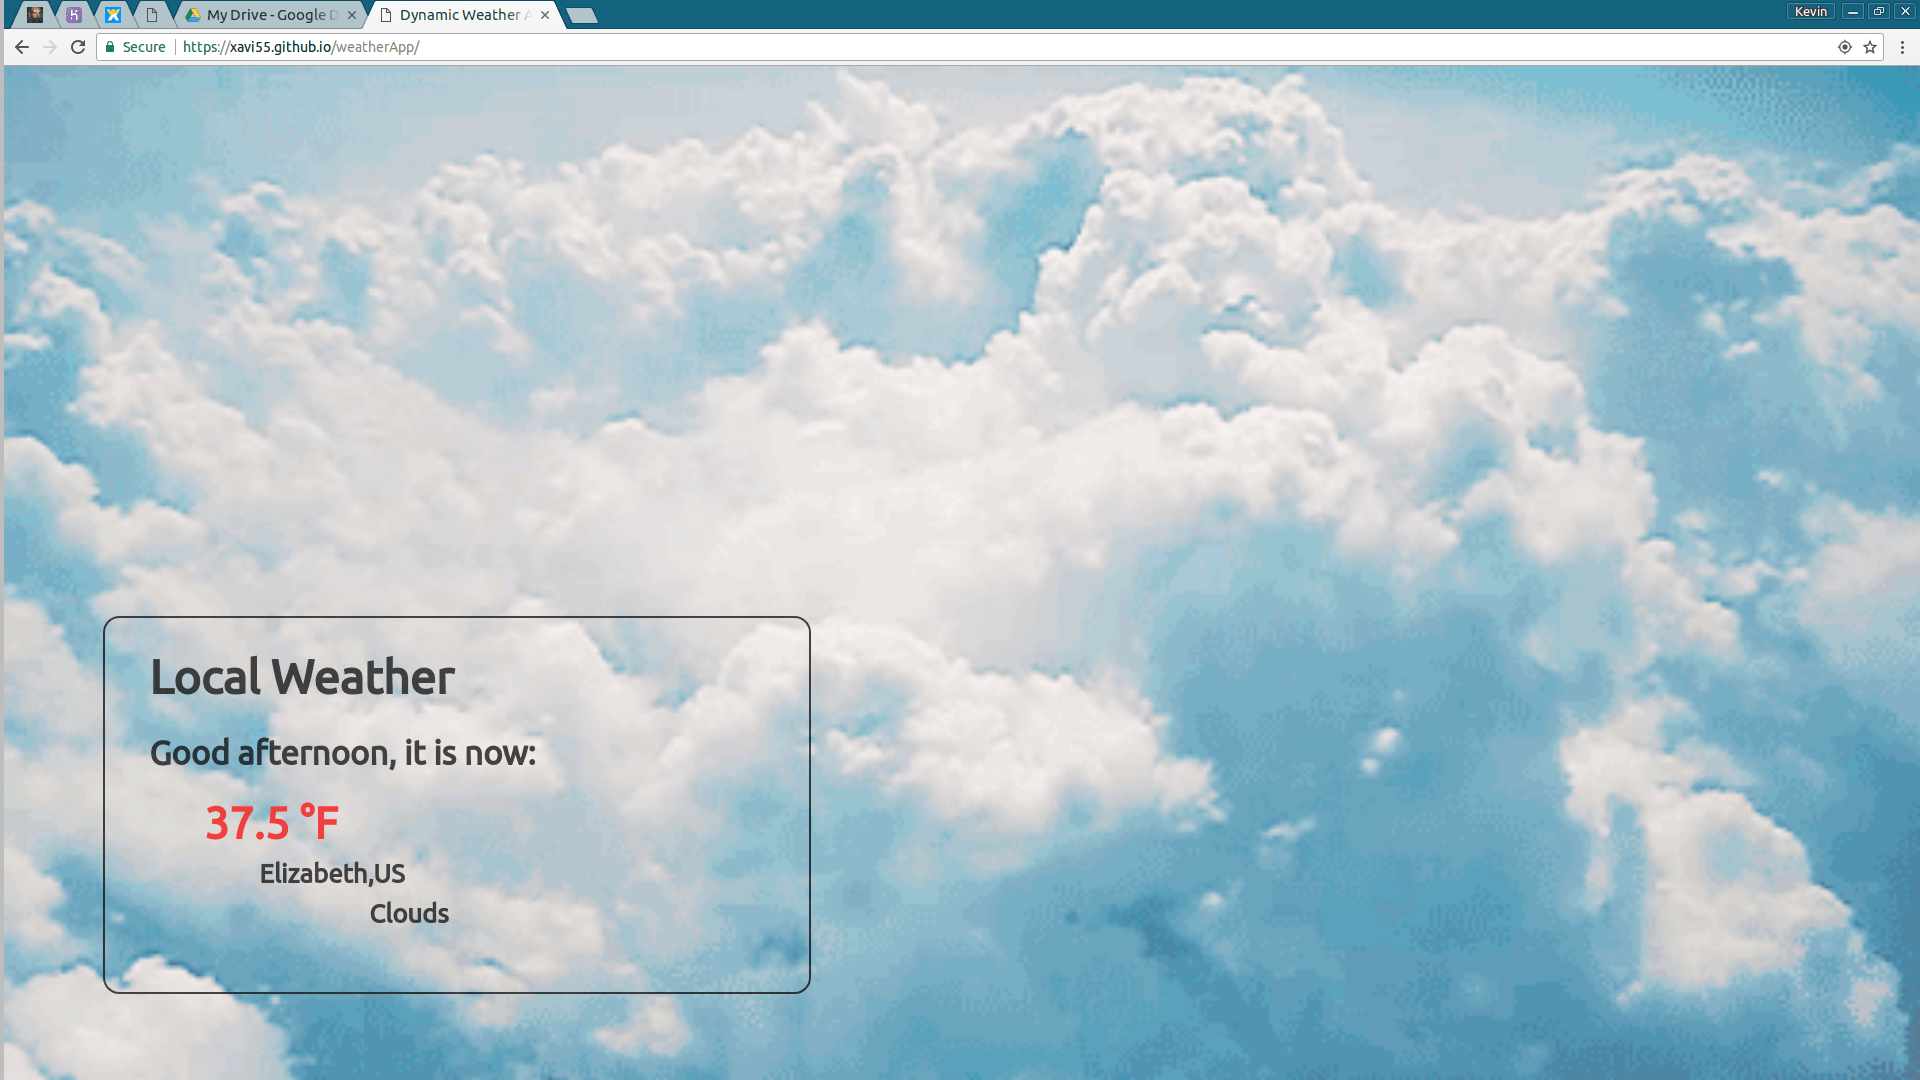 My Drive - Google D
Dynamic Weather A
Kevin
Secure
https://xavi55.github.io/weatherApp/
Local Weather
Good afternoon, it is now:
37.5 °F
Elizabeth,US
Clouds